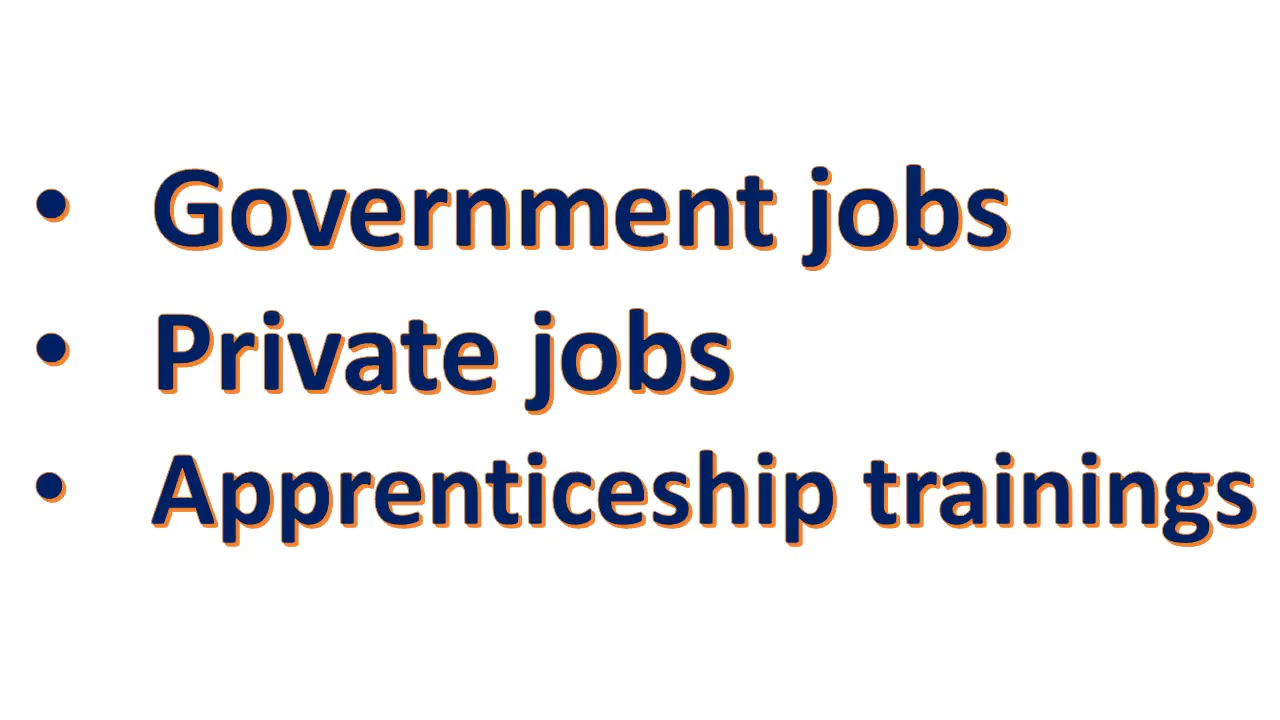 • Government jobs
• Private jobs
• Apprenticeship trainings